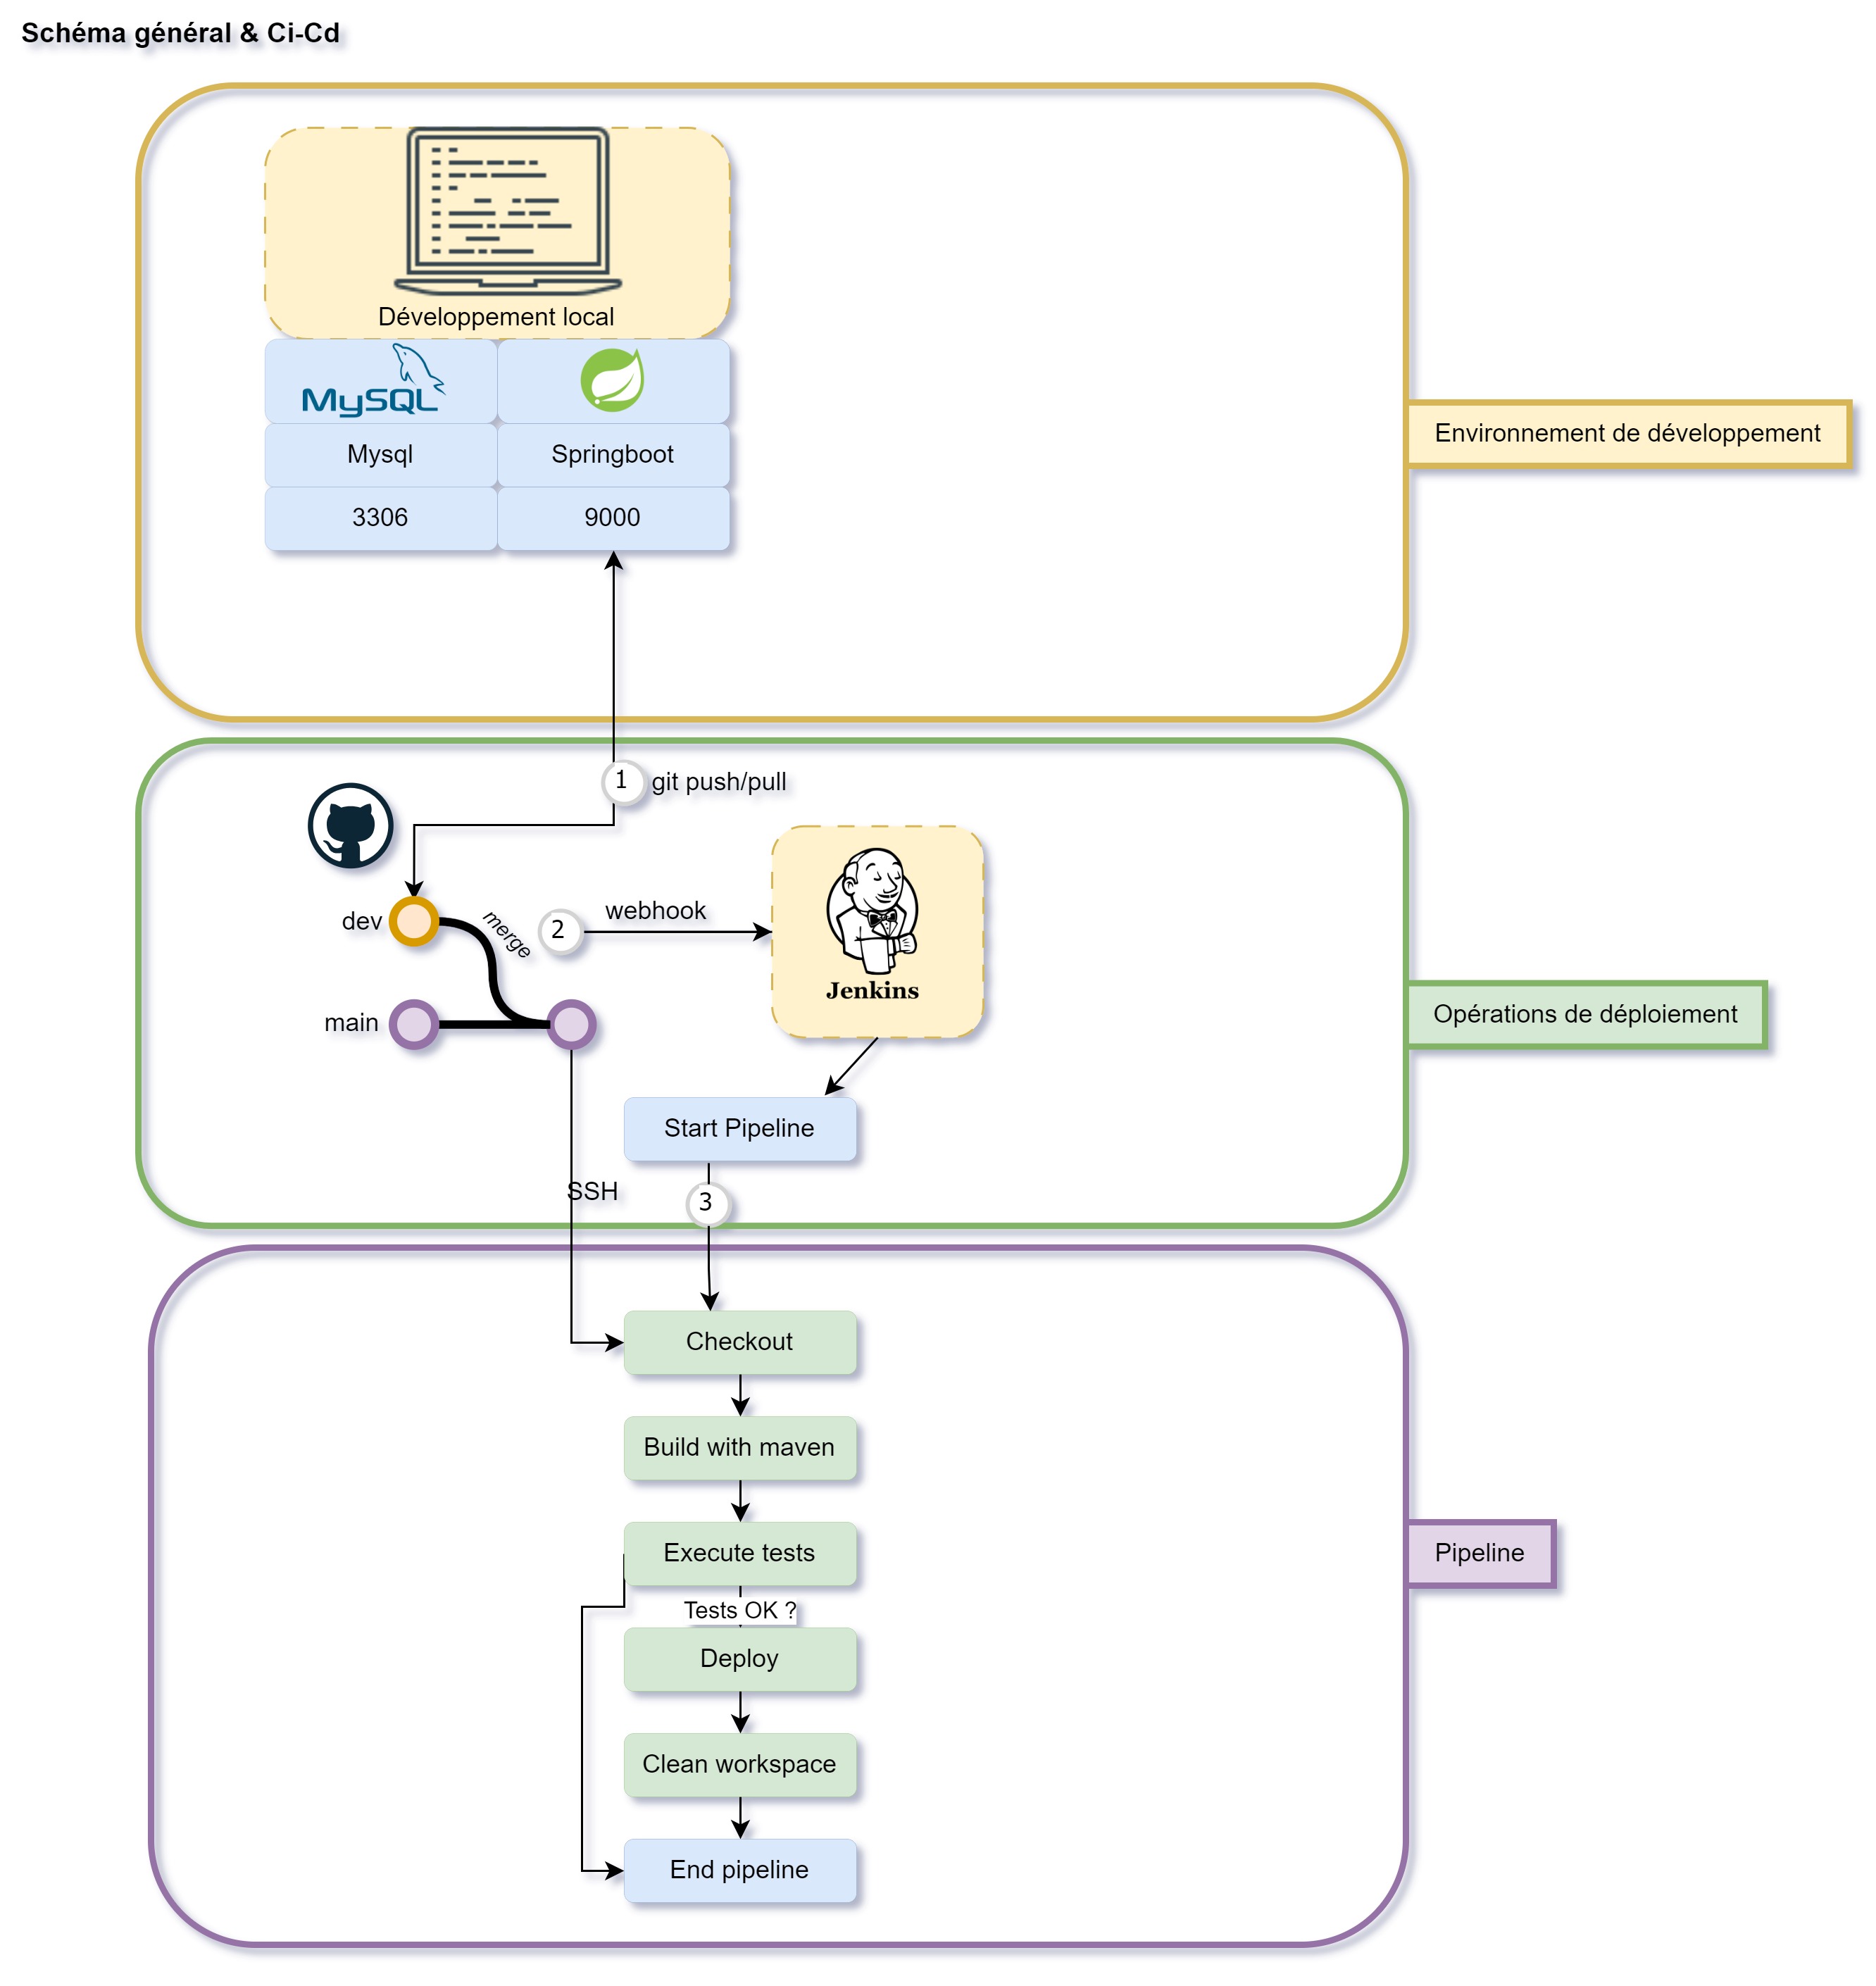 Schéma général & Ci-Cd
Développement local
MySQL
Mysql
Springboot
3306
9000
Environnement de développement
1
git push/pull
dev
merge
2
webhook
Jenkins
main
Opérations de déploiement
Start Pipeline
SSH
3
Checkout
Build with maven
Execute tests
Pipeline
Tests OK ?
Deploy
Clean workspace
End pipeline